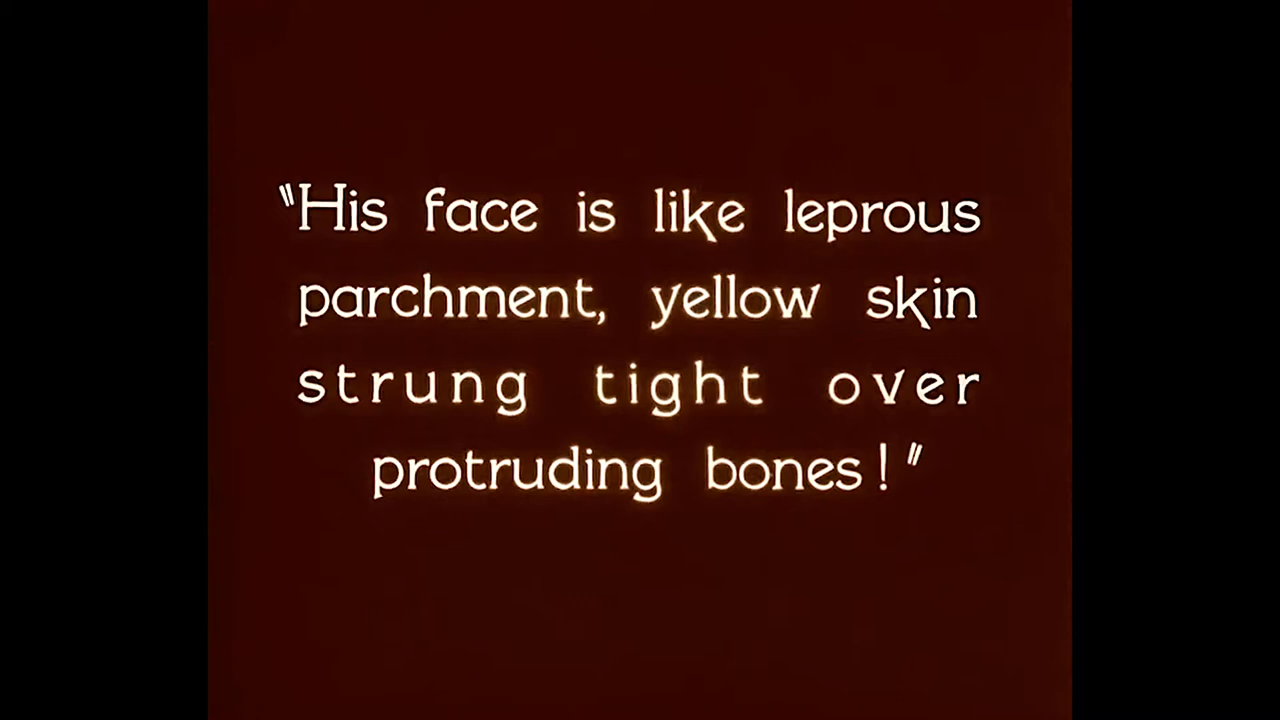 "His face is like leprous
parchment, yellow skin
strung tight over
protruding bones!"